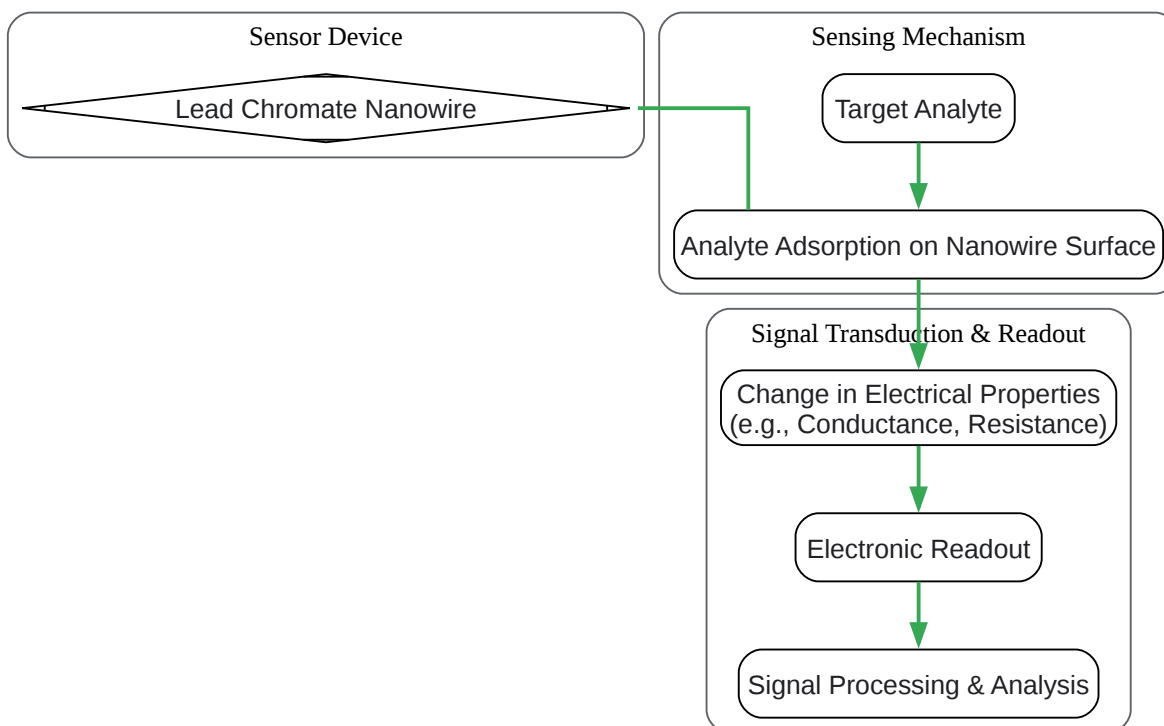 Sensor Device
Lead Chromate Nanowire
Sensing Mechanism
Target Analyte
Analyte Adsorption on Nanowire Surface
Signal Transduction & Readout
Change in Electrical Properties
(e.g., Conductance, Resistance)
Electronic Readout
Signal Processing & Analysis